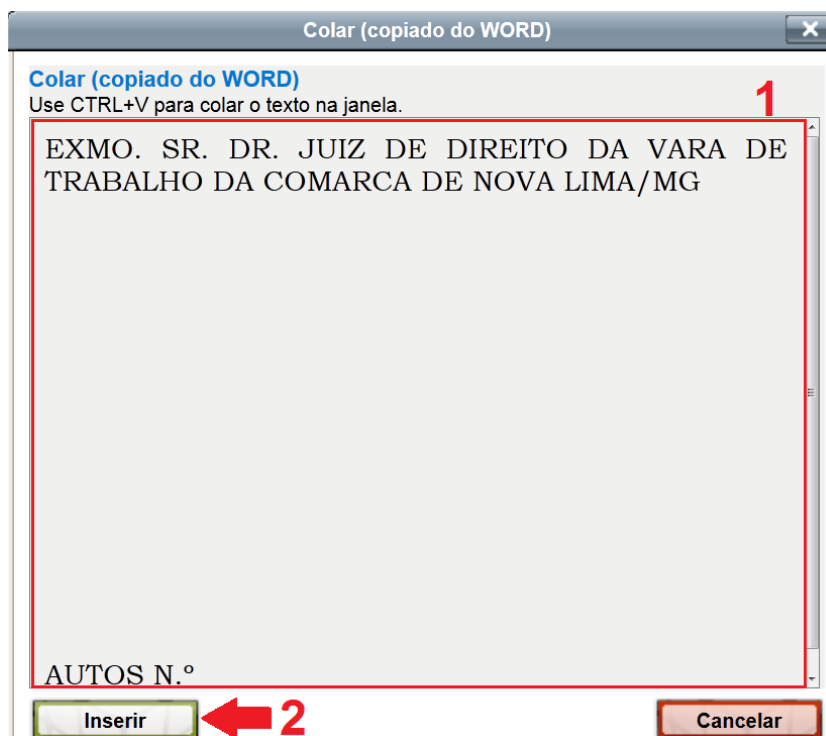 Colar (copiado do WORD)
Colar (copiado do WORD)
Use CTRL+V para colar o texto na janela.
1
EXMO. SR. DR. JUIZ DE DIREITO DA VARA DE
TRABALHO DA COMARCA DE NOVA LIMA/MG
AUTOS N.º
Inserir
2
Cancelar